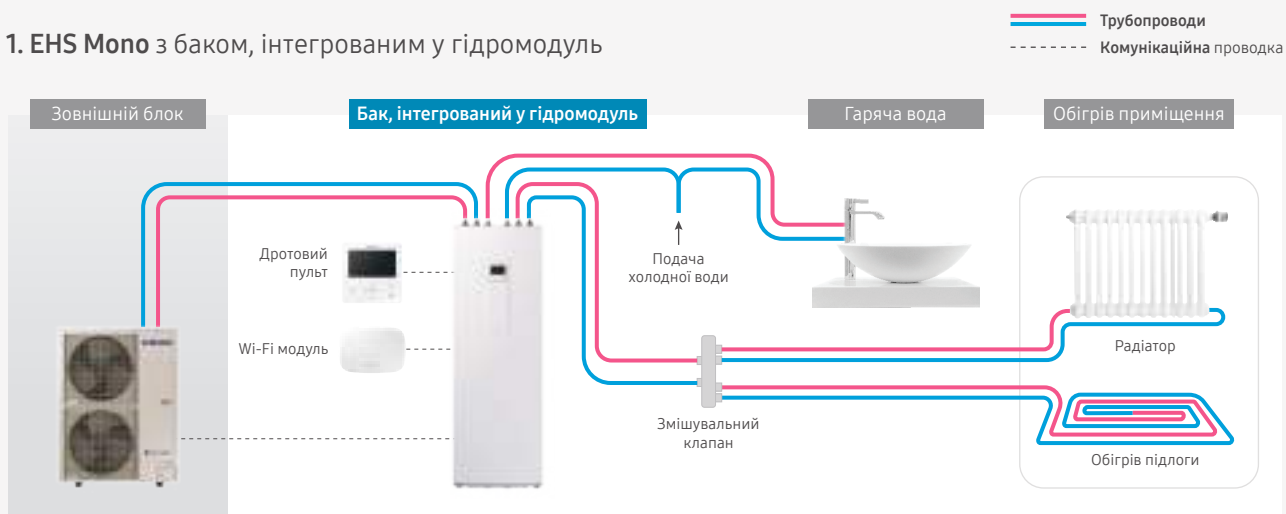 Трубопроводи
Комунікаційна проводка
1. EHS Mono з баком, інтегрованим у гідромодуль
Зовнішній блок
Бак, інтегрований у гідромодуль
Гаряча вода
Обігрів приміщення
Дротовий
пульт
Подача
холодної води
Wi-Fi модуль
Радіатор
Змішувальний
клапан
Обігрів підлоги